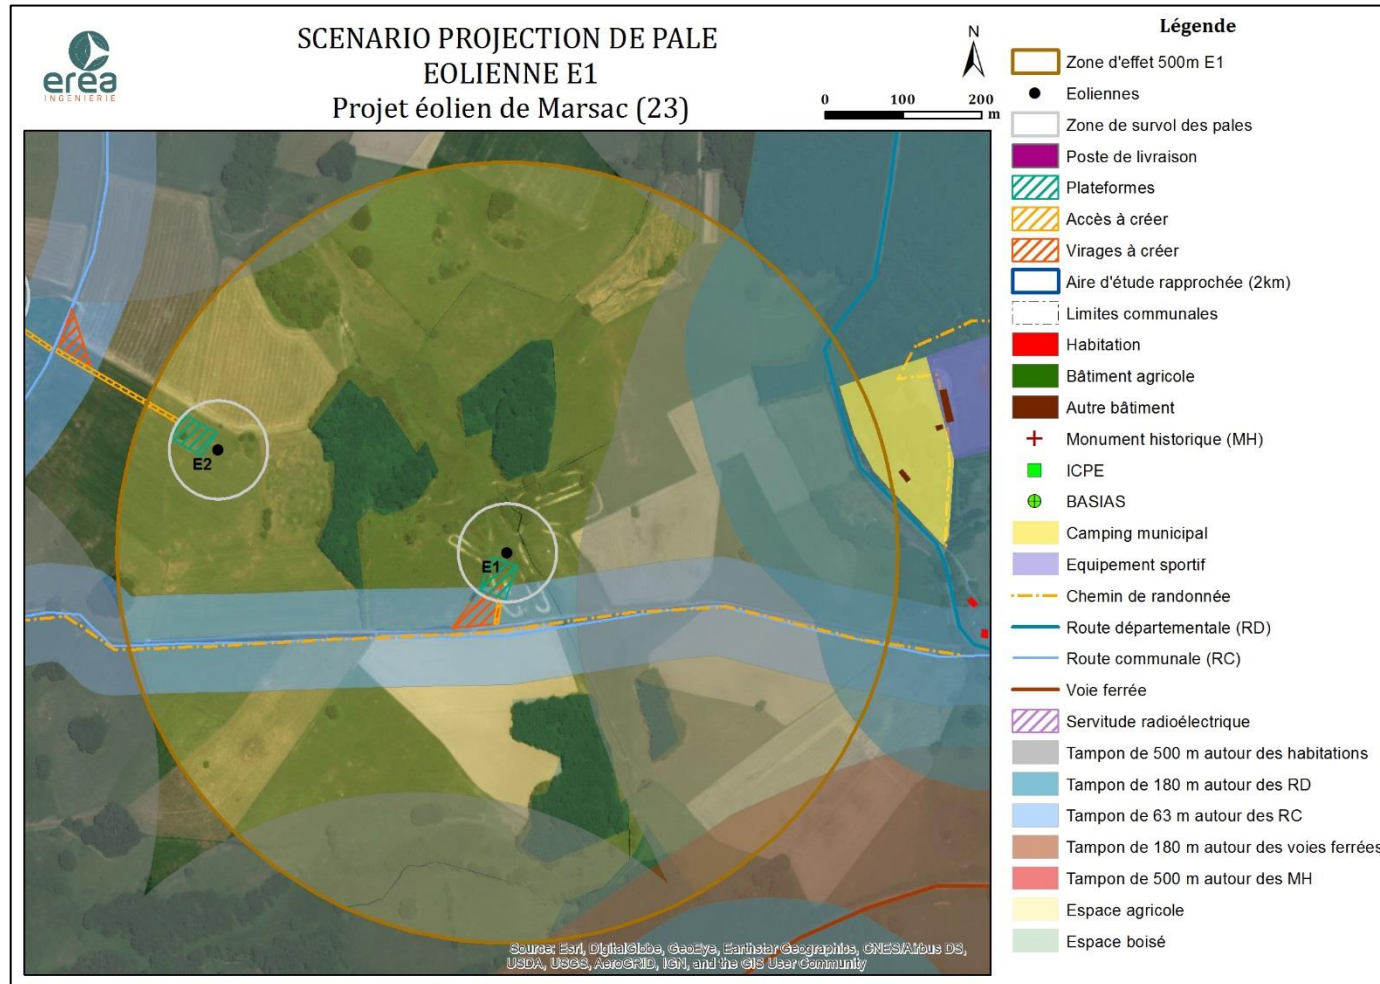 erea
INGENIERIE
SCENARIO PROJECTION DE PALE
EOLIENNE E1
Projet éolien de Marsac (23)
N
0 100 200
m
E2
E1
Source: Esri, DigitalGlobe, GeoEye, Earthstar Geographics, CNES/Airbus DS,
USDA, USGS, AeroGRID, IGN, and the GIS User Community
Légende
Zone d'effet 500m E1
Eoliennes
Zone de survol des pales
Poste de livraison
Plateformes
Accès à créer
Virages à créer
Aire d'étude rapprochée (2km)
Limites communales
Habitation
Bâtiment agricole
Autre bâtiment
Monument historique (MH)
ICPE
BASIAS
Camping municipal
Equipement sportif
Chemin de randonnée
Route départementale (RD)
Route communale (RC)
Voie ferrée
Servitude radioélectrique
Tampon de 500 m autour des habitations
Tampon de 180 m autour des RD
Tampon de 63 m autour des RC
Tampon de 180 m autour des voies ferrées
Tampon de 500 m autour des MH
Espace agricole
Espace boisé